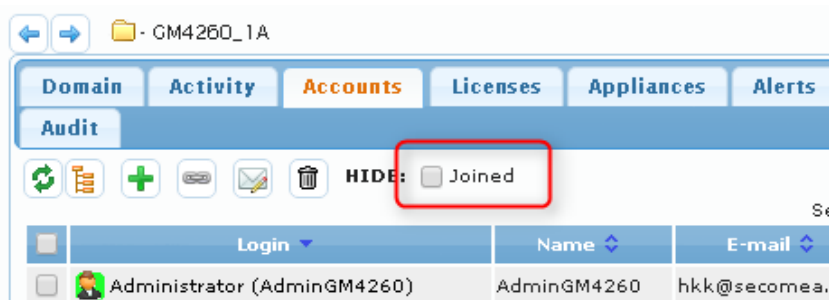 - GM4260_1A
Domain Activity Accounts Licenses Appliances Alerts
Audit
HIDE: Joined
Login Name E-mail
Administrator (AdminGM4260) AdminGM4260 hkk@secomea.